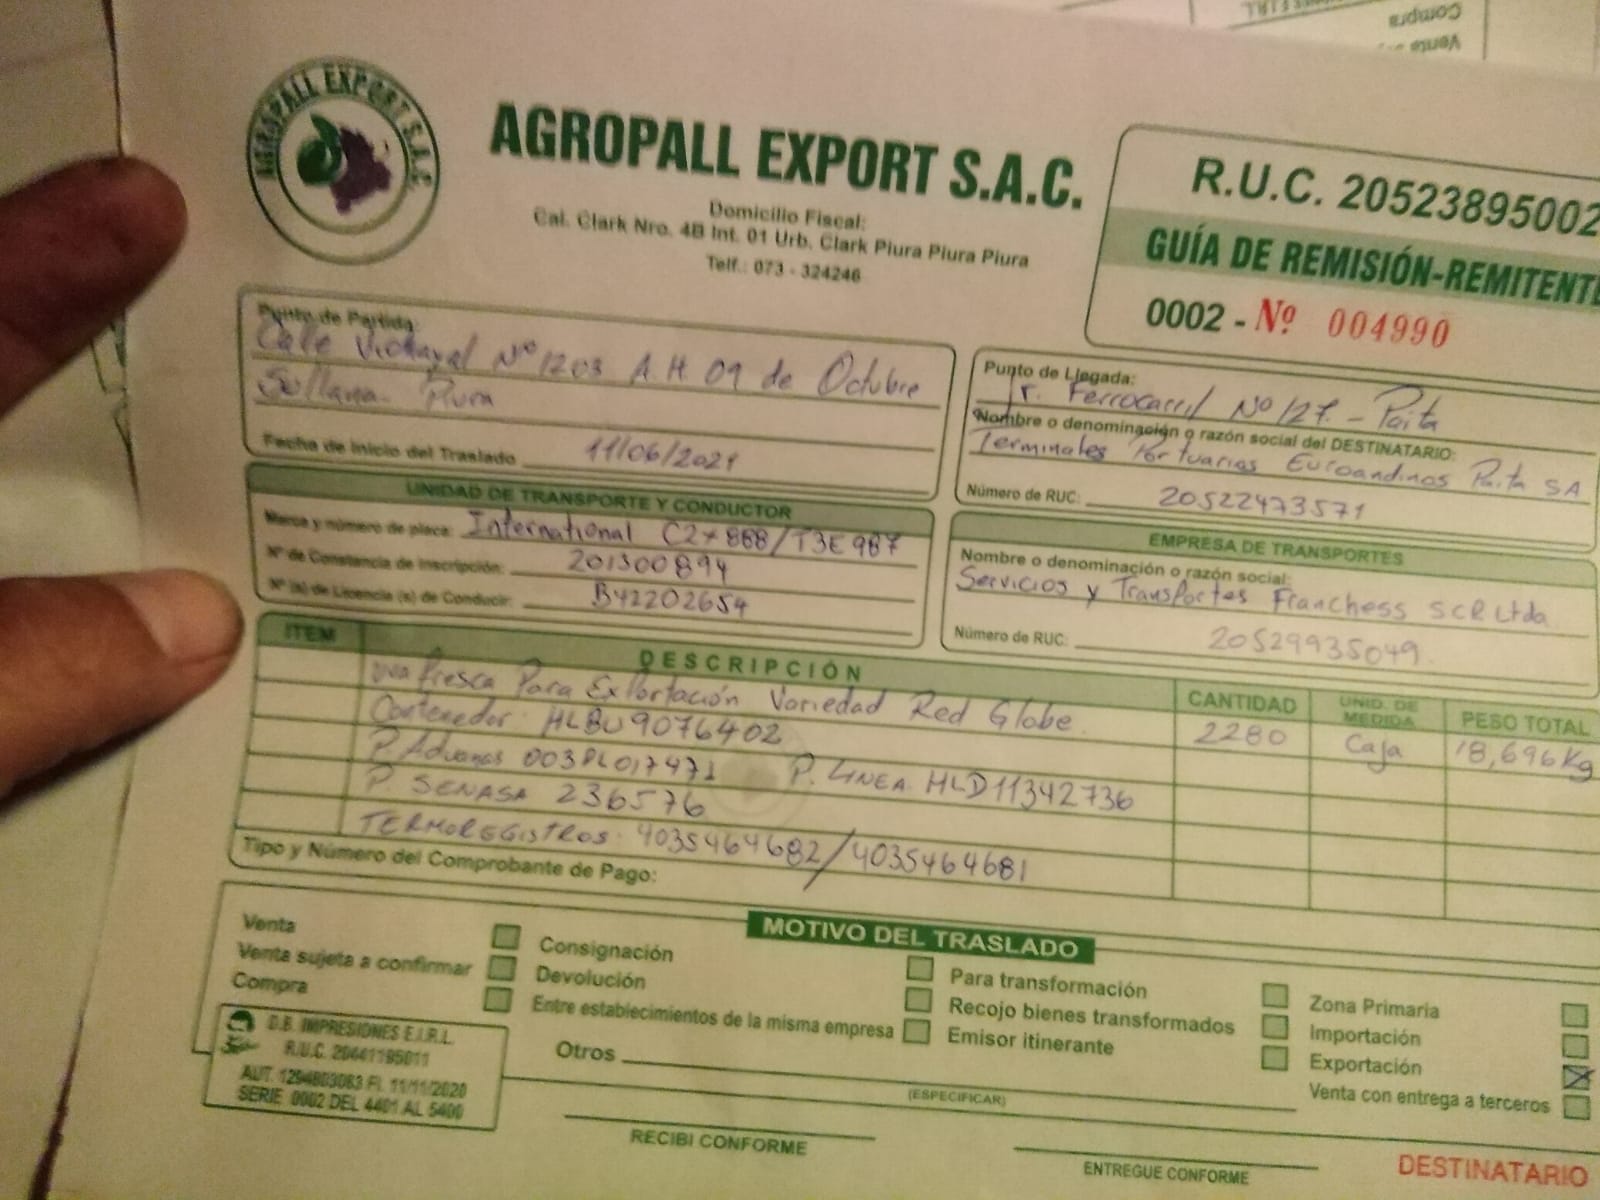 Compra
Venta
AGROPALL EXPORT S.A.C.
AGROPALL EXPORT S.A.C.
Domicilio Fiscal:
Cal. Clark Nro. 4B Int. 01 Urb. Clark Piura Piura Piura
Telf.: 073 - 324246
R.U.C. 20523895002
GUÍA DE REMISIÓN-REMITENTE
0002 - Nº 004990
Punto de Partida:
Calle Vichayal Nº 1203 A.H 09 de Octubre
Sullana - Piura
Fecha de Inicio del Traslado 11/06/2021
Punto de Llegada:
Jr. Ferrocarril Nº 127. - Paita
Nombre o denominación o razón social del DESTINATARIO:
Terminales Portuarios Euroandinos Paita SA
Número de RUC: 20522473571
UNIDAD DE TRANSPORTE Y CONDUCTOR
Marca y número de placa: International C2X888/T3E987
Nº de Constancia de inscripción: 201300894
Nº (s) de Licencia (s) de Conducir: B42202654
EMPRESA DE TRANSPORTES
Nombre o denominación o razón social:
Servicios y Transportes Franchess SCR Ltda
Número de RUC: 20529935049.
ITEM DESCRIPCIÓN CANTIDAD UNID. DE MEDIDA PESO TOTAL
Uva fresca Para Exportación Variedad Red Globe. 2280 Caja 18,696Kg
Contenedor: HLBU9076402
P. Aduanas 003PL017471 P. LINEA. HLD11342736
P. SENASA 236576
TERMOREGISTROS: 4035464682/4035464681
Tipo y Número del Comprobante de Pago:
MOTIVO DEL TRASLADO
Venta
Venta sujeta a confirmar
Compra
Consignación
Devolución
Entre establecimientos de la misma empresa
Para transformación
Recojo bienes transformados
Emisor itinerante
Zona Primaria
Importación
Exportación
Venta con entrega a terceros
Otros
(ESPECIFICAR)
D.B. IMPRESIONES E.I.R.L.
R.U.C. 20441195011
AUT. 1294803083 FI. 11/11/2020
SERIE 0002 DEL 4401 AL 5400
RECIBI CONFORME
ENTREGUE CONFORME
DESTINATARIO